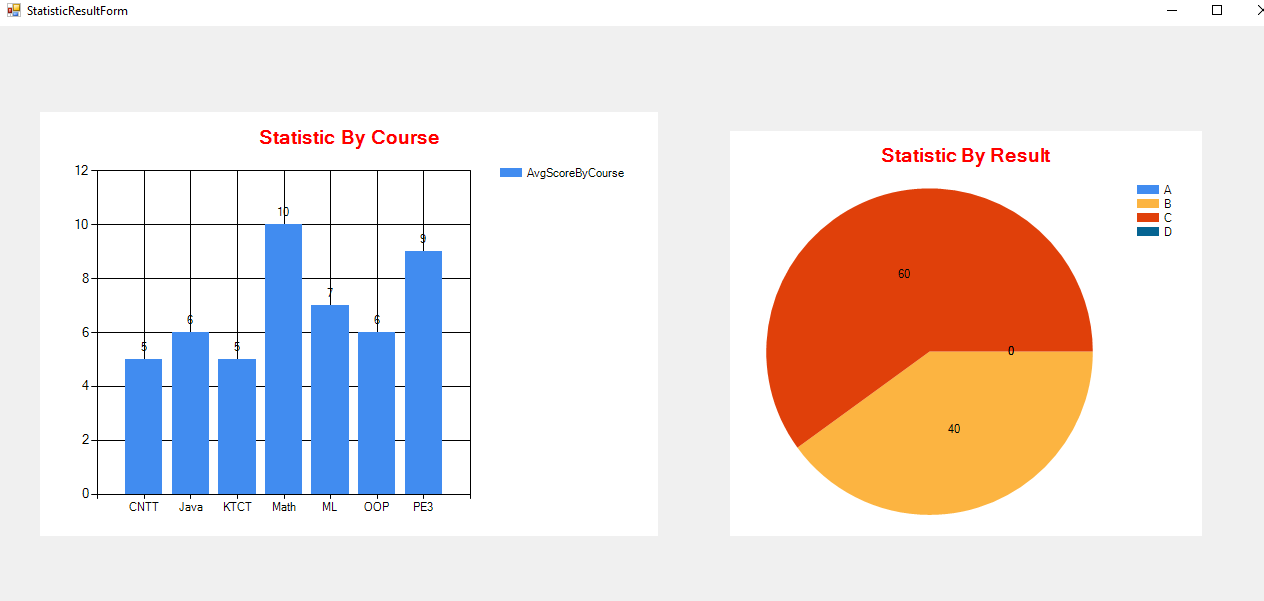 StatisticResultForm
Statistic By Course
AvgScoreByCourse
12
10
8
6
4
2
0
5
6
5
10
7
6
9
CNTT Java KTCT Math ML OOP PE3
Statistic By Result
A
B
C
D
60
0
40